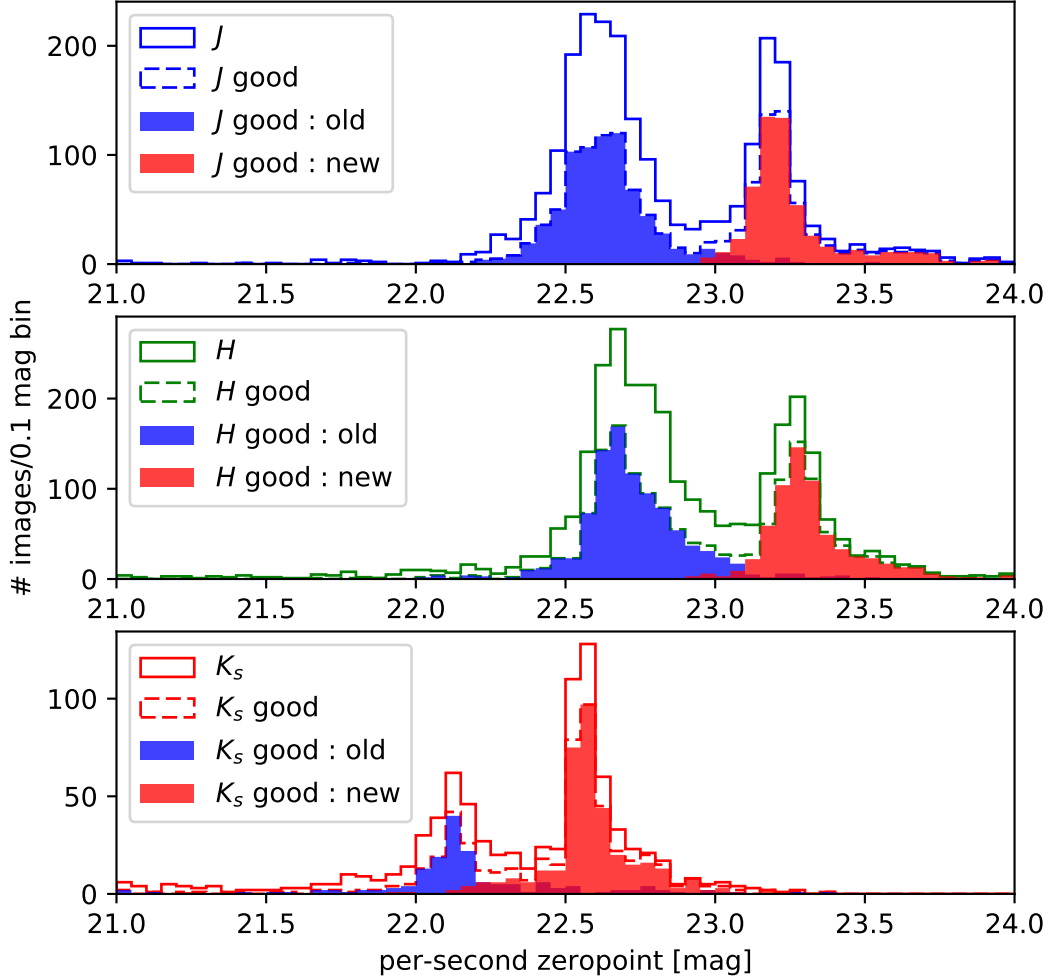 200
100
0
J
J good
J good : old
J good : new
21.0 21.5 22.0 22.5 23.0 23.5 24.0
# images/0.1 mag bin
200
100
0
H
H good
H good : old
H good : new
21.0 21.5 22.0 22.5 23.0 23.5 24.0
100
50
0
Ks
Ks good
Ks good : old
Ks good : new
21.0 21.5 22.0 22.5 23.0 23.5 24.0
per-second zeropoint [mag]